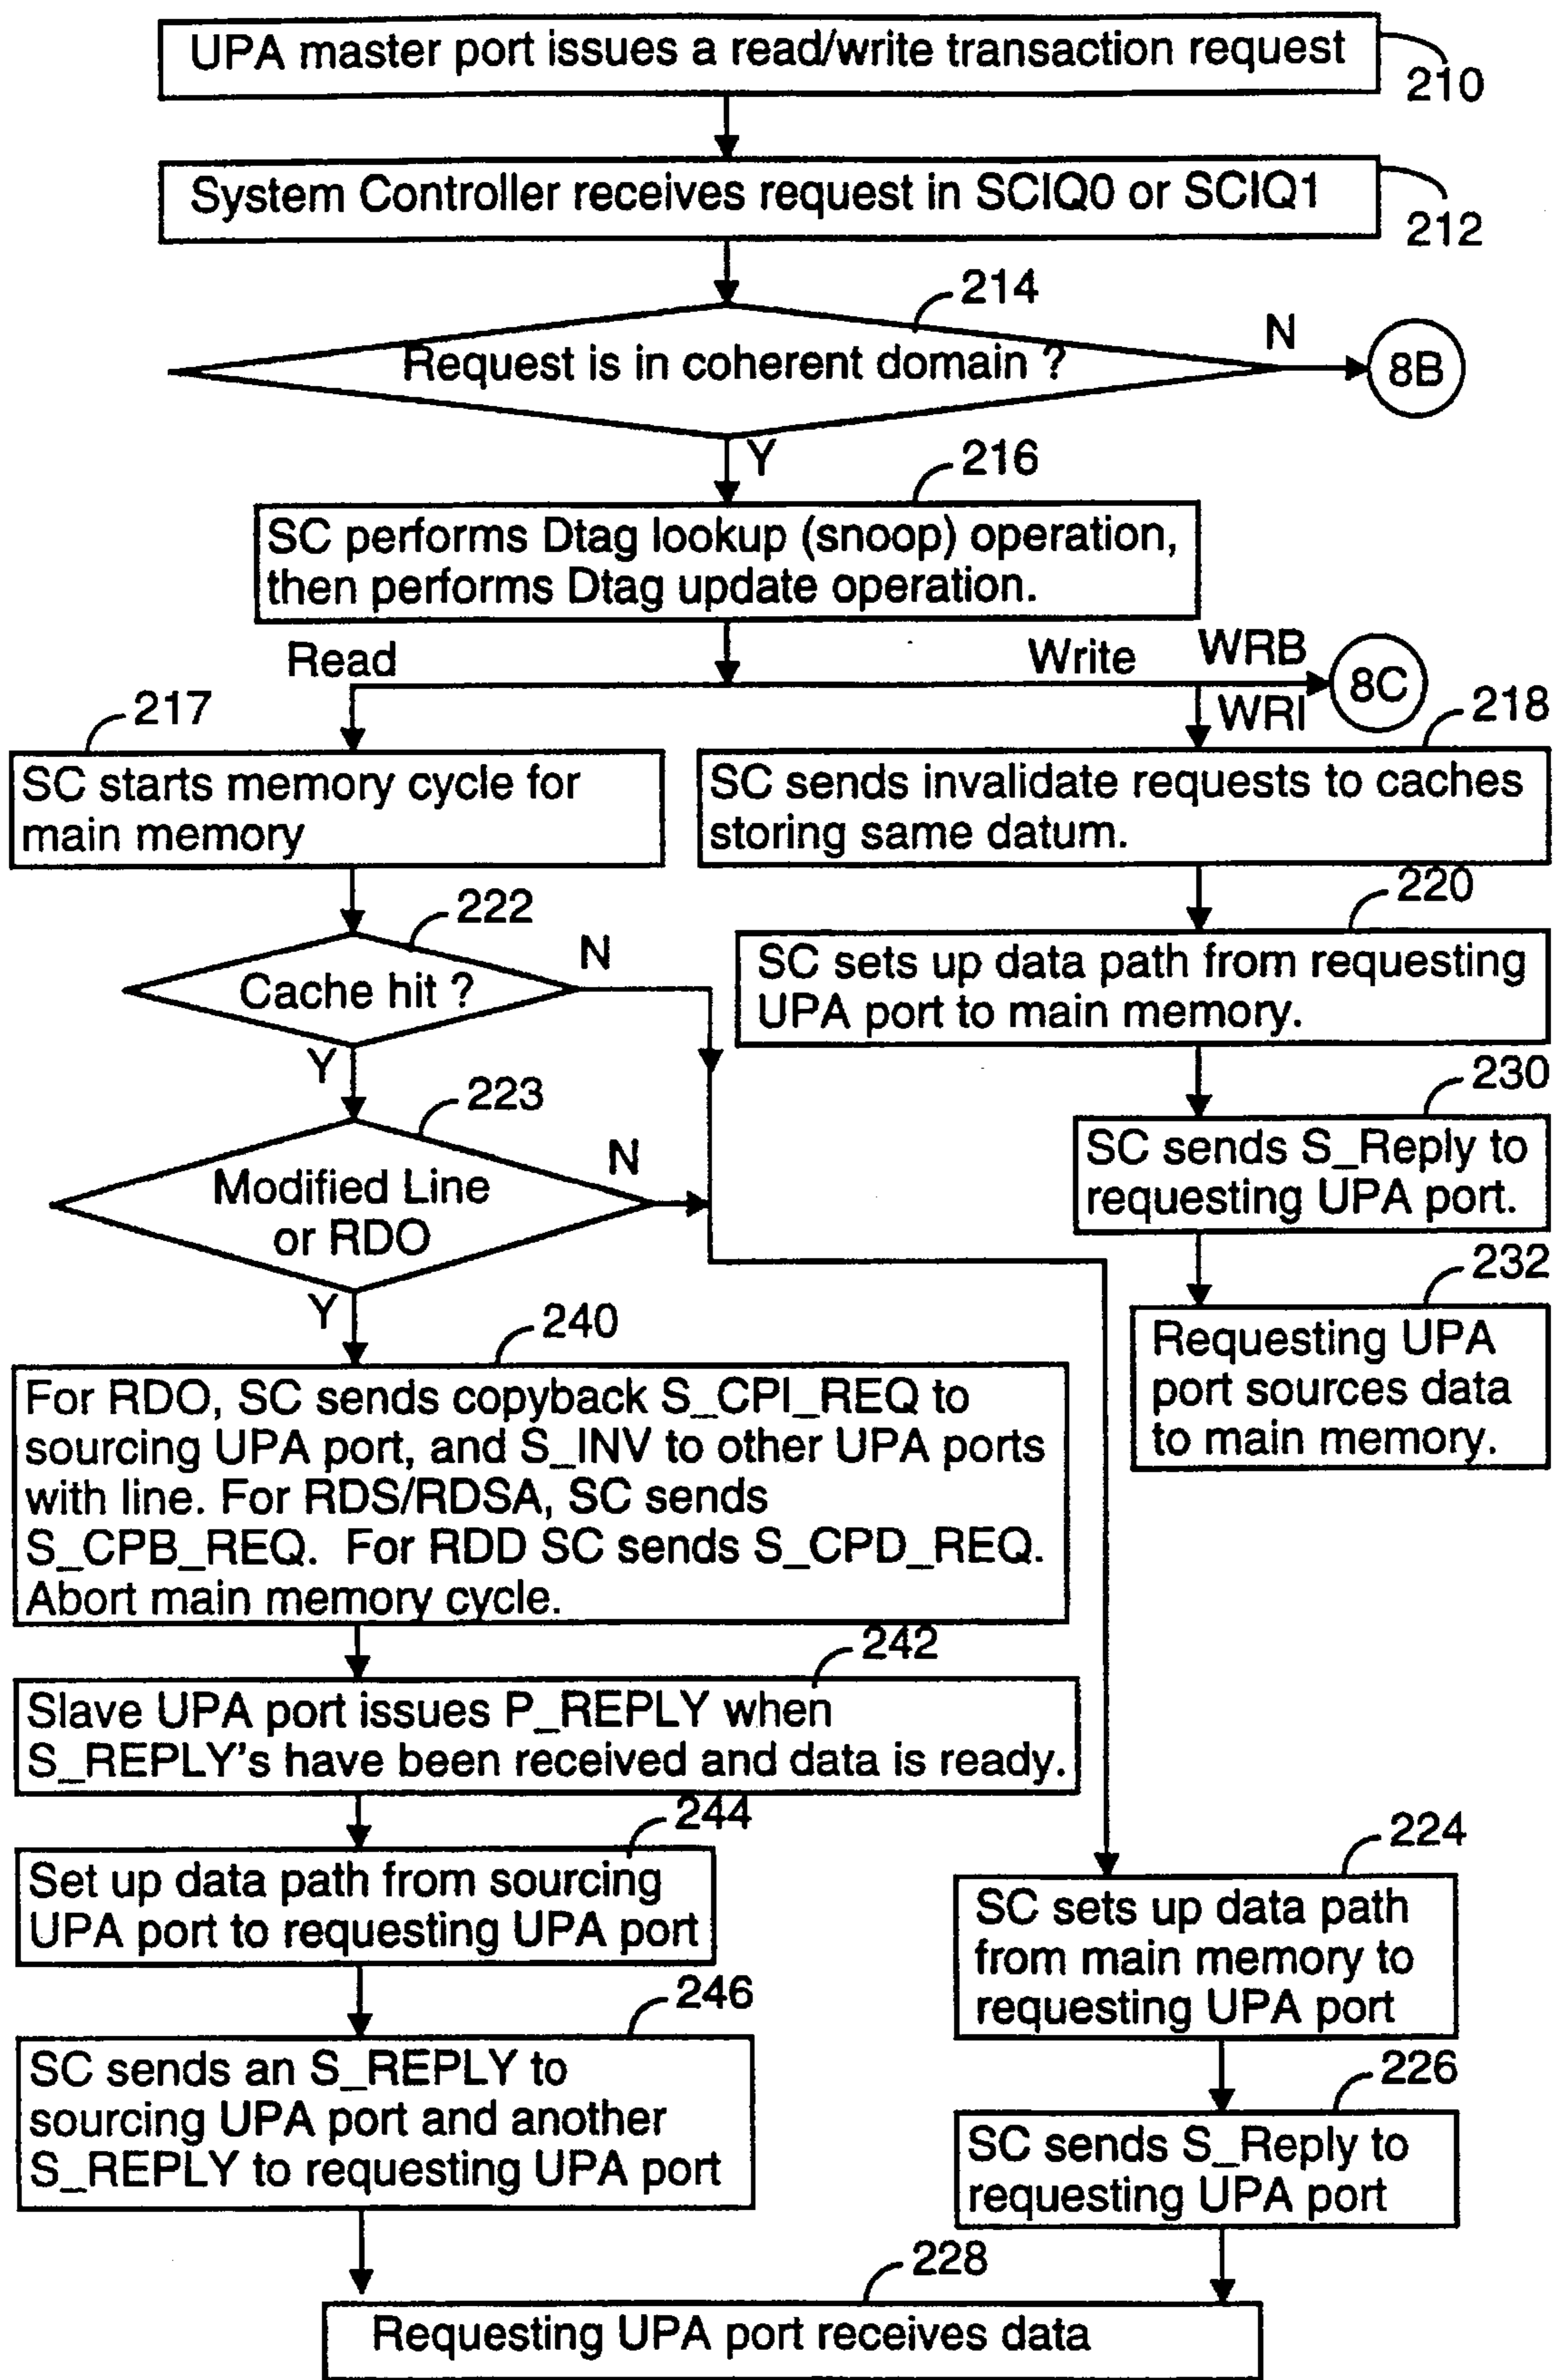 UPA master port issues a read/write transaction request
210
System Controller receives request in SCIQ0 or SCIQ1
212
214
Request is in coherent domain ?
N
8B
Y
216
SC performs Dtag lookup (snoop) operation,
then performs Dtag update operation.
Read
Write
WRB
8C
WRI
217
218
SC starts memory cycle for
main memory
SC sends invalidate requests to caches
storing same datum.
222
Cache hit ?
N
Y
220
SC sets up data path from requesting
UPA port to main memory.
223
Modified Line
or RDO
N
Y
230
SC sends S_Reply to
requesting UPA port.
232
Requesting UPA
port sources data
to main memory.
240
For RDO, SC sends copyback S_CPI_REQ to
sourcing UPA port, and S_INV to other UPA ports
with line. For RDS/RDSA, SC sends
S_CPB_REQ. For RDD SC sends S_CPD_REQ.
Abort main memory cycle.
242
Slave UPA port issues P_REPLY when
S_REPLY's have been received and data is ready.
244
Set up data path from sourcing
UPA port to requesting UPA port
224
SC sets up data path
from main memory to
requesting UPA port
246
SC sends an S_REPLY to
sourcing UPA port and another
S_REPLY to requesting UPA port
226
SC sends S_Reply to
requesting UPA port
228
Requesting UPA port receives data